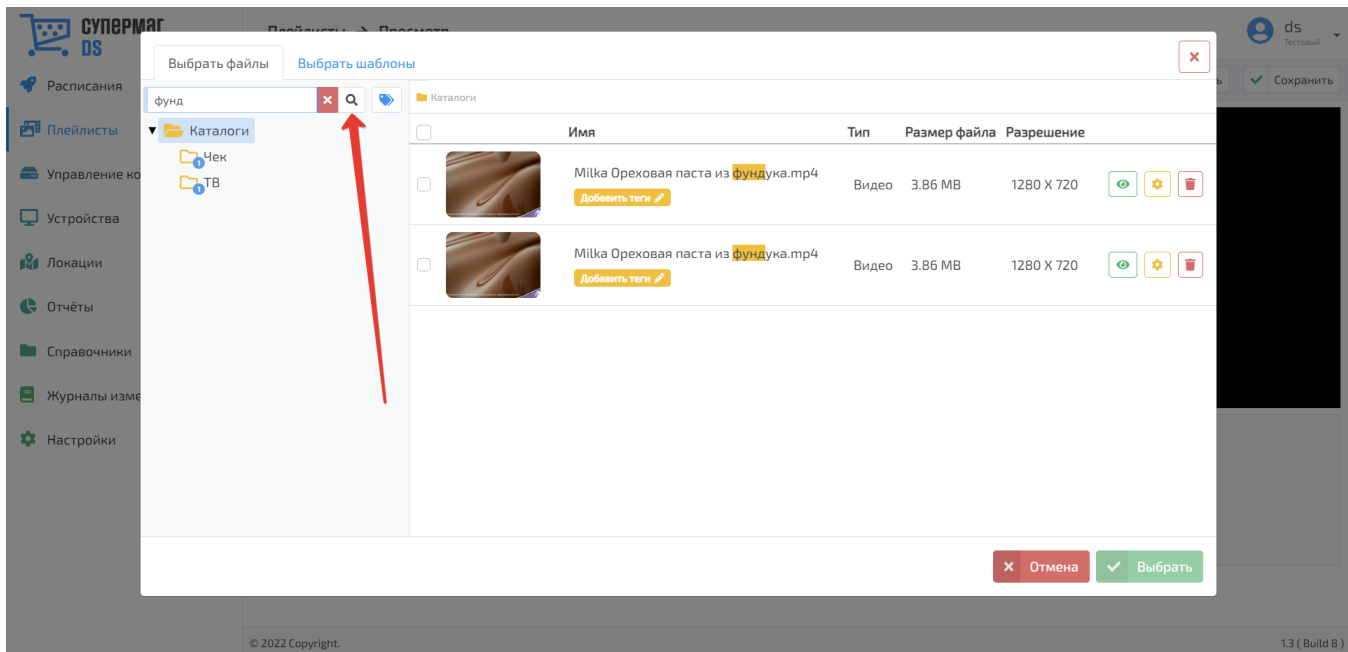 СУПЕРМАГ
DS
Плейлисты → Просмотр
ds
Тестовый
Сохранить
Расписания
Плейлисты
Управление ко
Устройства
Локации
Отчёты
Справочники
Журналы изме
Настройки
Выбрать файлы
Выбрать шаблоны
фунд
Каталоги
1
Чек
1
ТВ
Каталоги
Имя Тип Размер файла Разрешение
Milka Ореховая паста из фундука.mp4
Добавить теги
Видео 3.86 MB 1280 X 720
Milka Ореховая паста из фундука.mp4
Добавить теги
Видео 3.86 MB 1280 X 720
Отмена
Выбрать
© 2022 Copyright.
1.3 ( Build 8 )